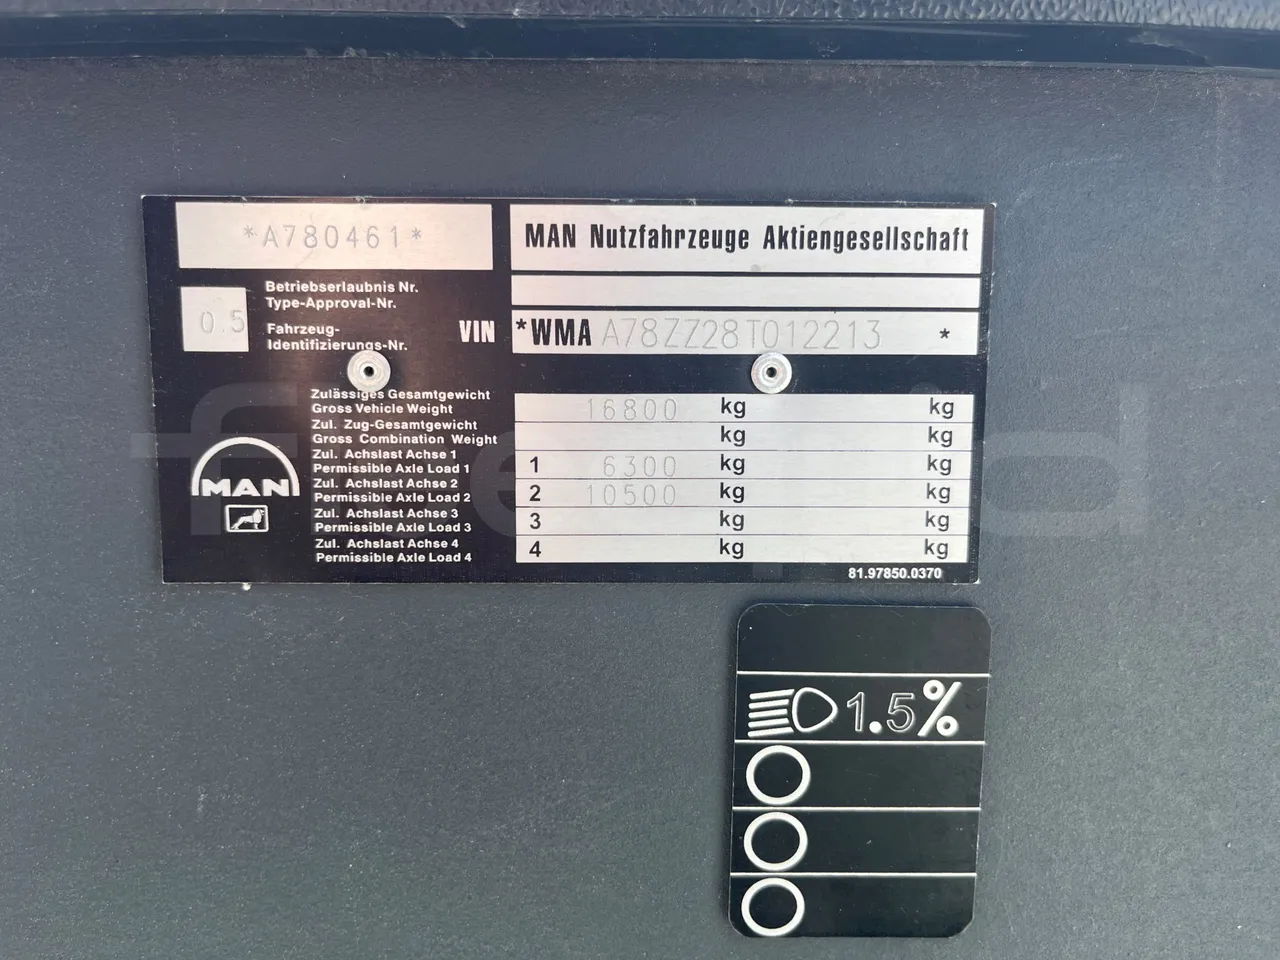 *A780461*
MAN Nutzfahrzeuge Aktiengesellschaft
Betriebserlaubnis Nr.
Type-Approval-Nr.
0.5
Fahrzeug-
Identifizierungs-Nr.
VIN
*WMA A78ZZ28T012213 *
Zulässiges Gesamtgewicht
Gross Vehicle Weight
16800 kg kg
Zul. Zug-Gesamtgewicht
Gross Combination Weight
kg kg
Zul. Achslast Achse 1
Permissible Axle Load 1
1 6300 kg kg
Zul. Achslast Achse 2
Permissible Axle Load 2
2 10500 kg kg
Zul. Achslast Achse 3
Permissible Axle Load 3
3 kg kg
Zul. Achslast Achse 4
Permissible Axle Load 4
4 kg kg
MAN
81.97850.0370
1.5%